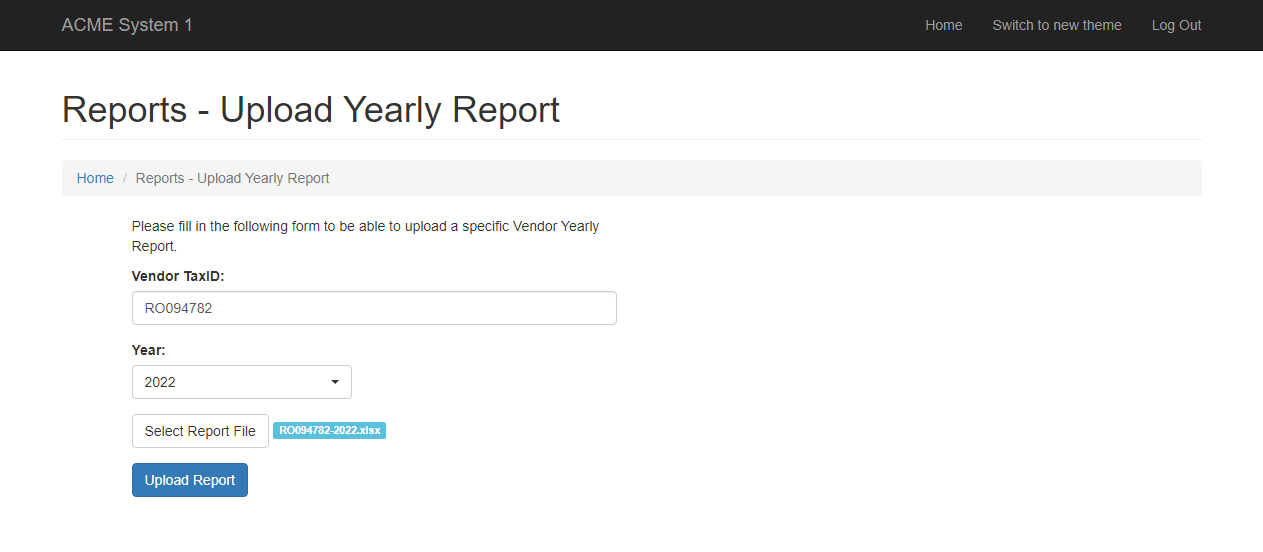 ACME System 1 Home Switch to new theme Log Out
Reports - Upload Yearly Report
Home / Reports - Upload Yearly Report
Please fill in the following form to be able to upload a specific Vendor Yearly
Report.
Vendor TaxID:
RO094782
Year:
2022
Select Report File RO094782-2022.xlsx
Upload Report